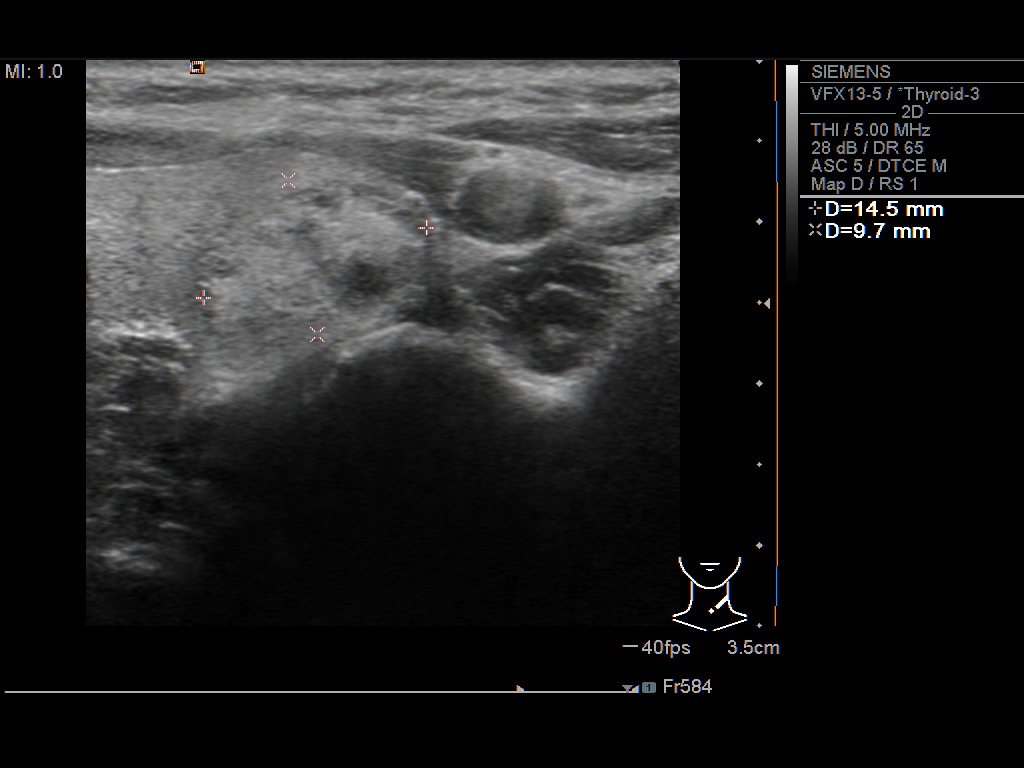 MI: 1.0
SIEMENS
VFX13-5 / *Thyroid-3
2D
THI / 5.00 MHz
28 dB / DR 65
ASC 5 / DTCE M
Map D / RS 1
D=14.5 mm
D=9.7 mm
40fps 3.5cm
Fr584